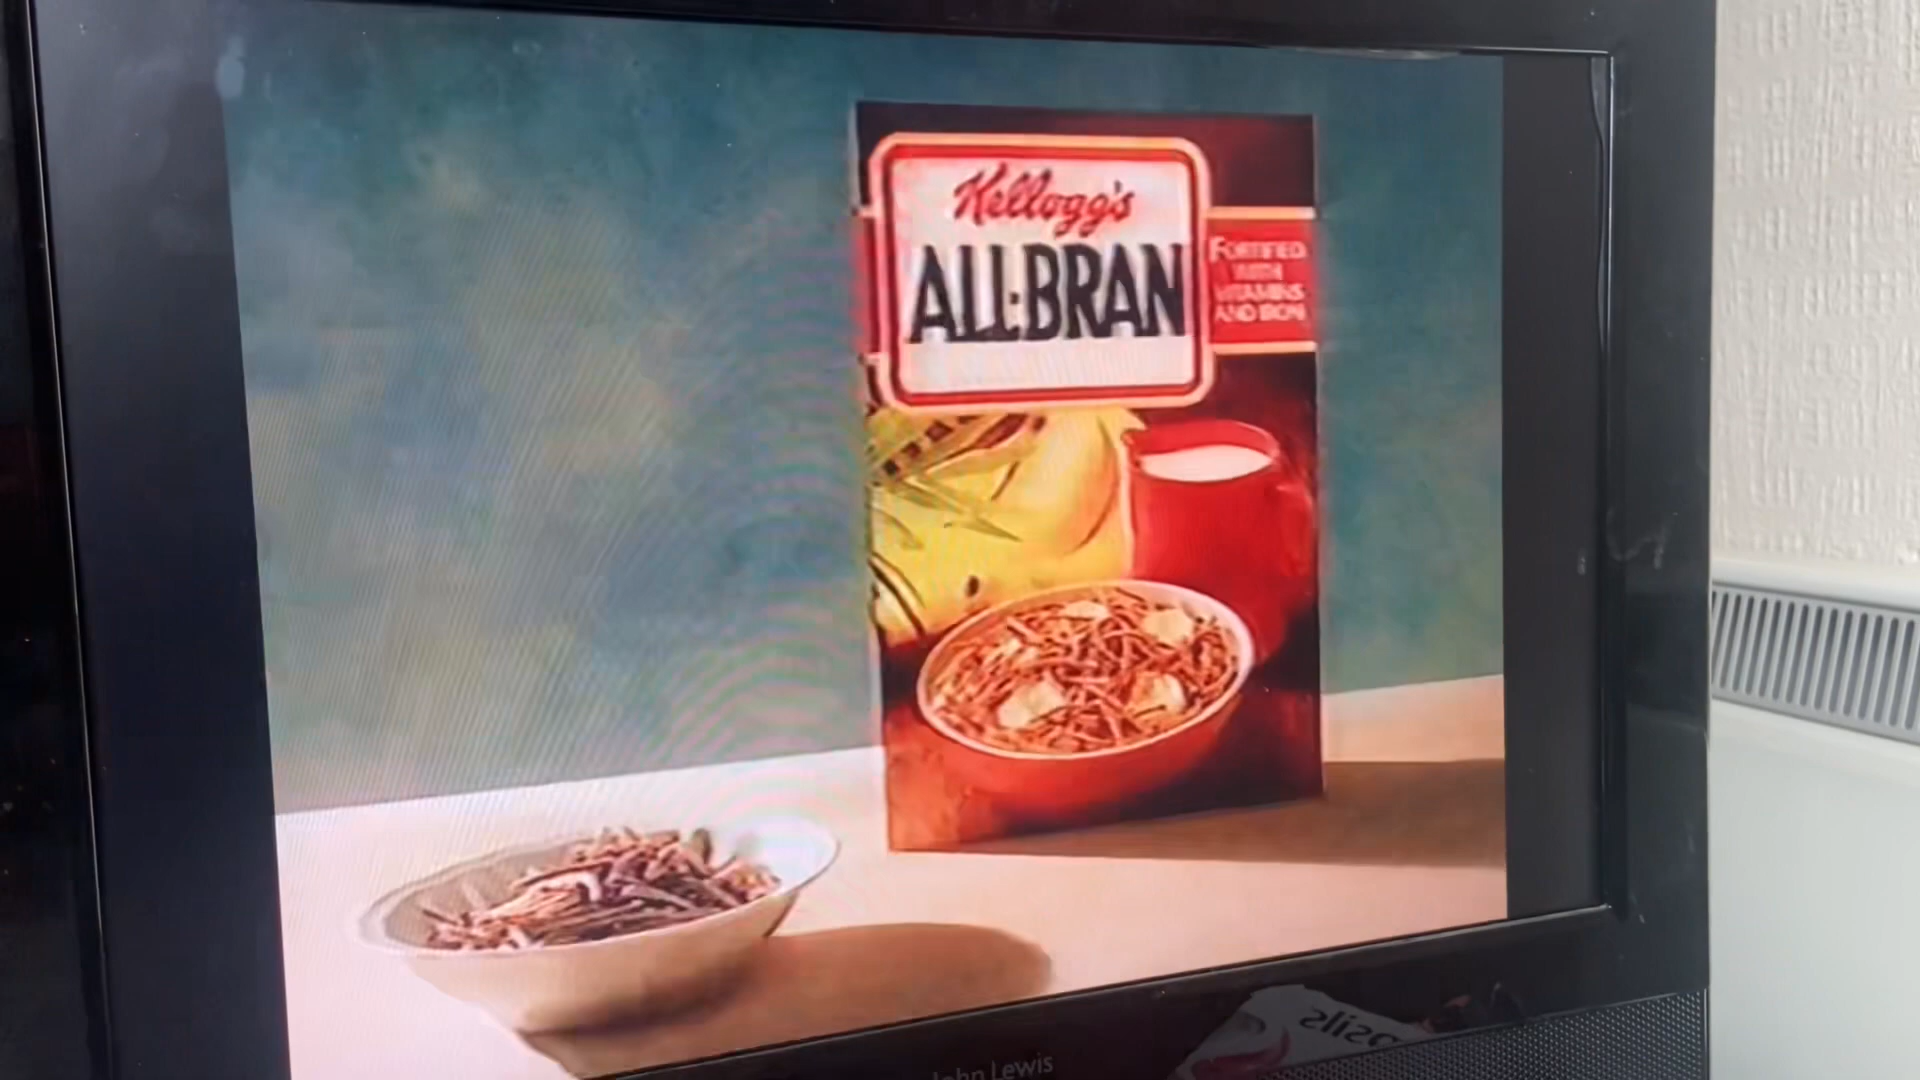 Kellogg's
ALL-BRAN
FORTIFIED
WITH
VITAMINS
AND IRON
John Lewis